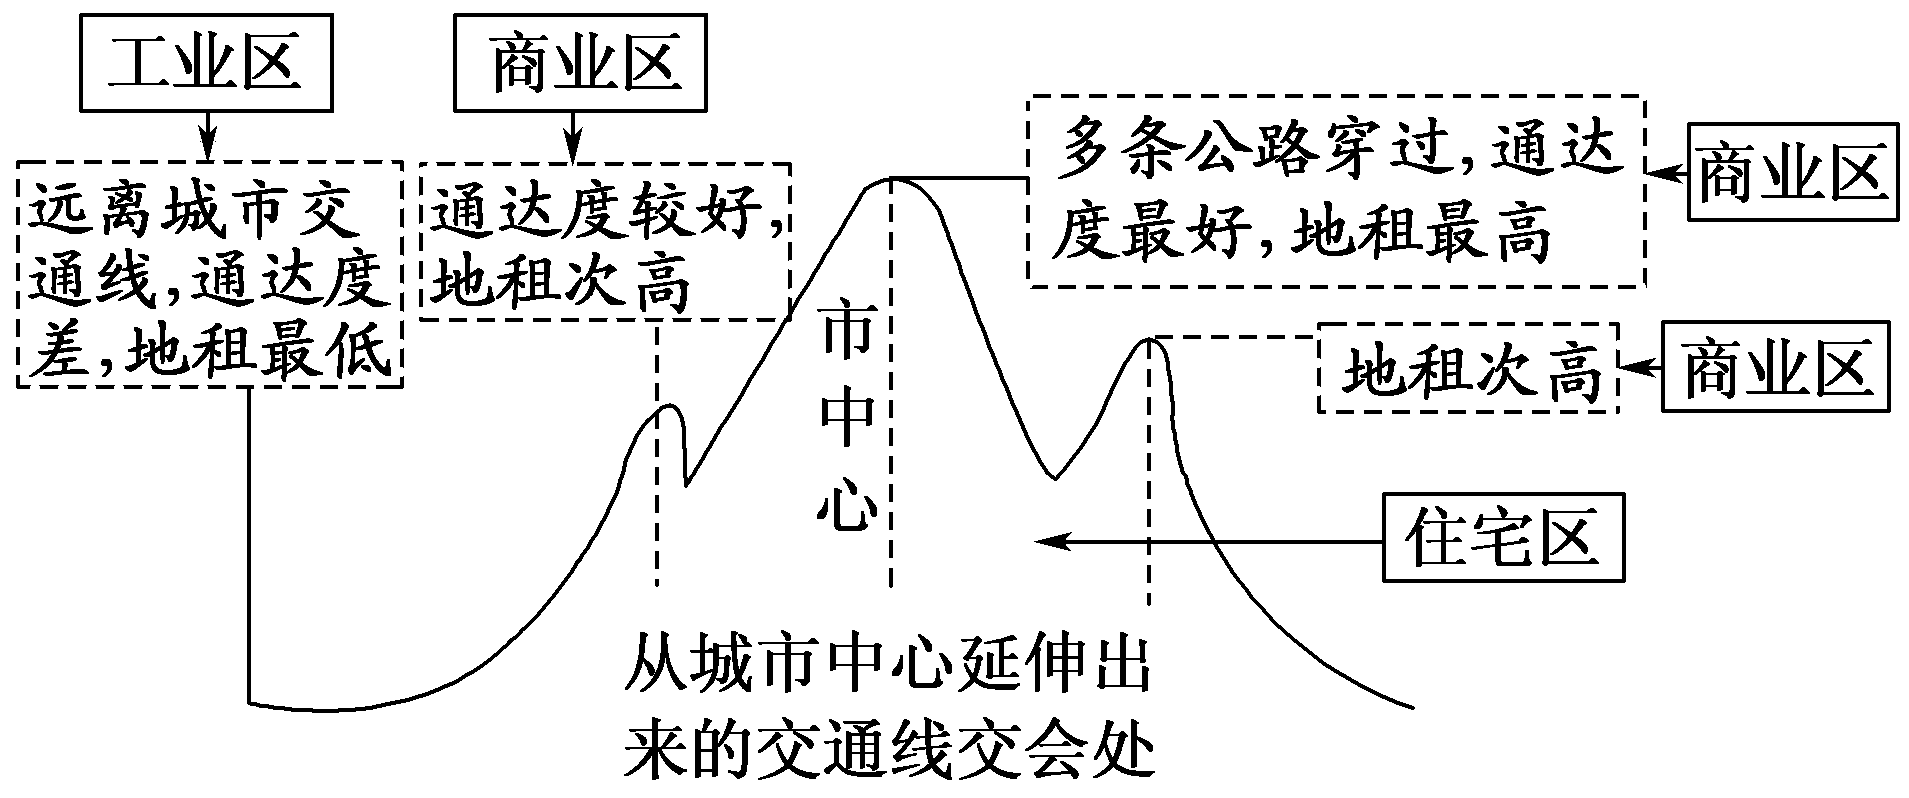 工业区
商业区
远离城市交
通线,通达度
差,地租最低
通达度较好,
地租次高
多条公路穿过,通达
度最好,地租最高
商业区
市中心
地租次高
商业区
住宅区
从城市中心延伸出
来的交通线交会处